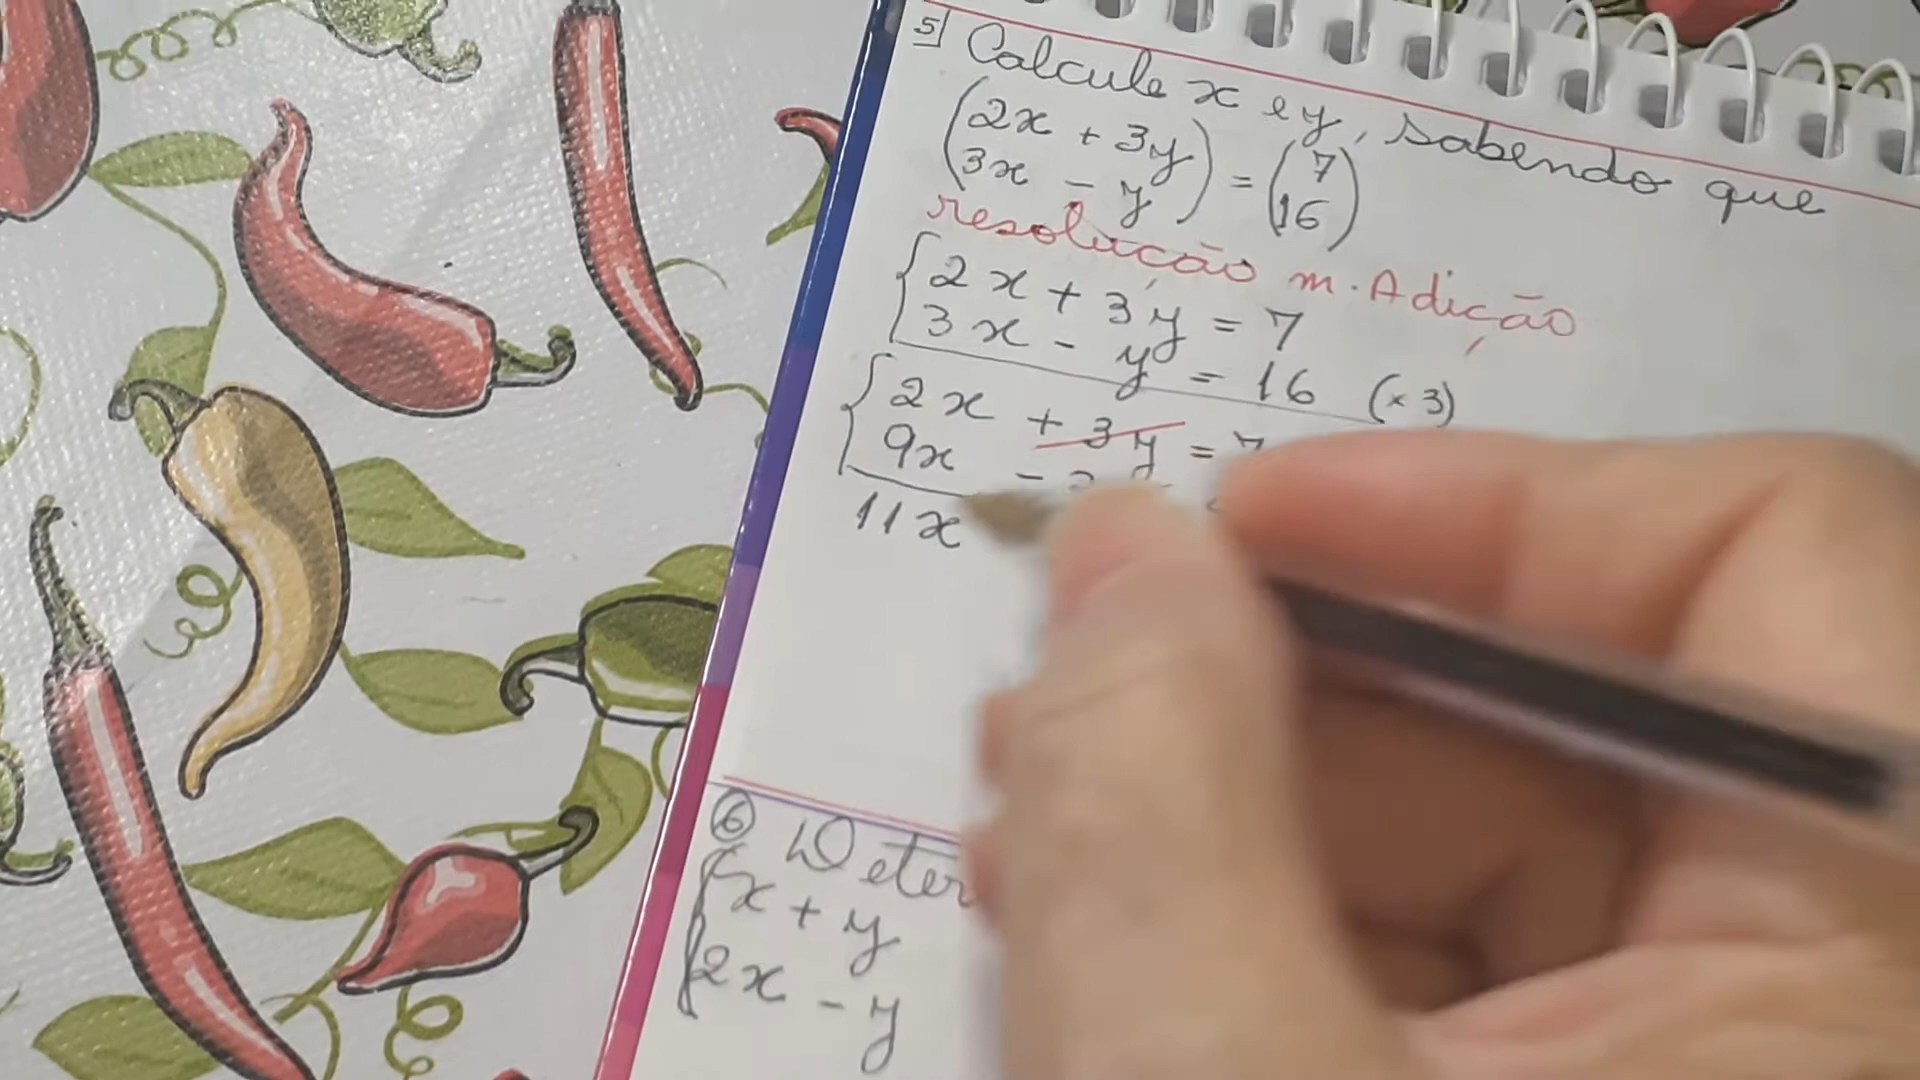 5] Calcule x e y, sabendo que
(2x + 3y
3x - y) = (7
16)
resolução m. Adição
{2x + 3y = 7
3x - y = 16 (×3)
{2x + 3y = 7
9x -
11x
⑥ Deter
{x + y
2x - y